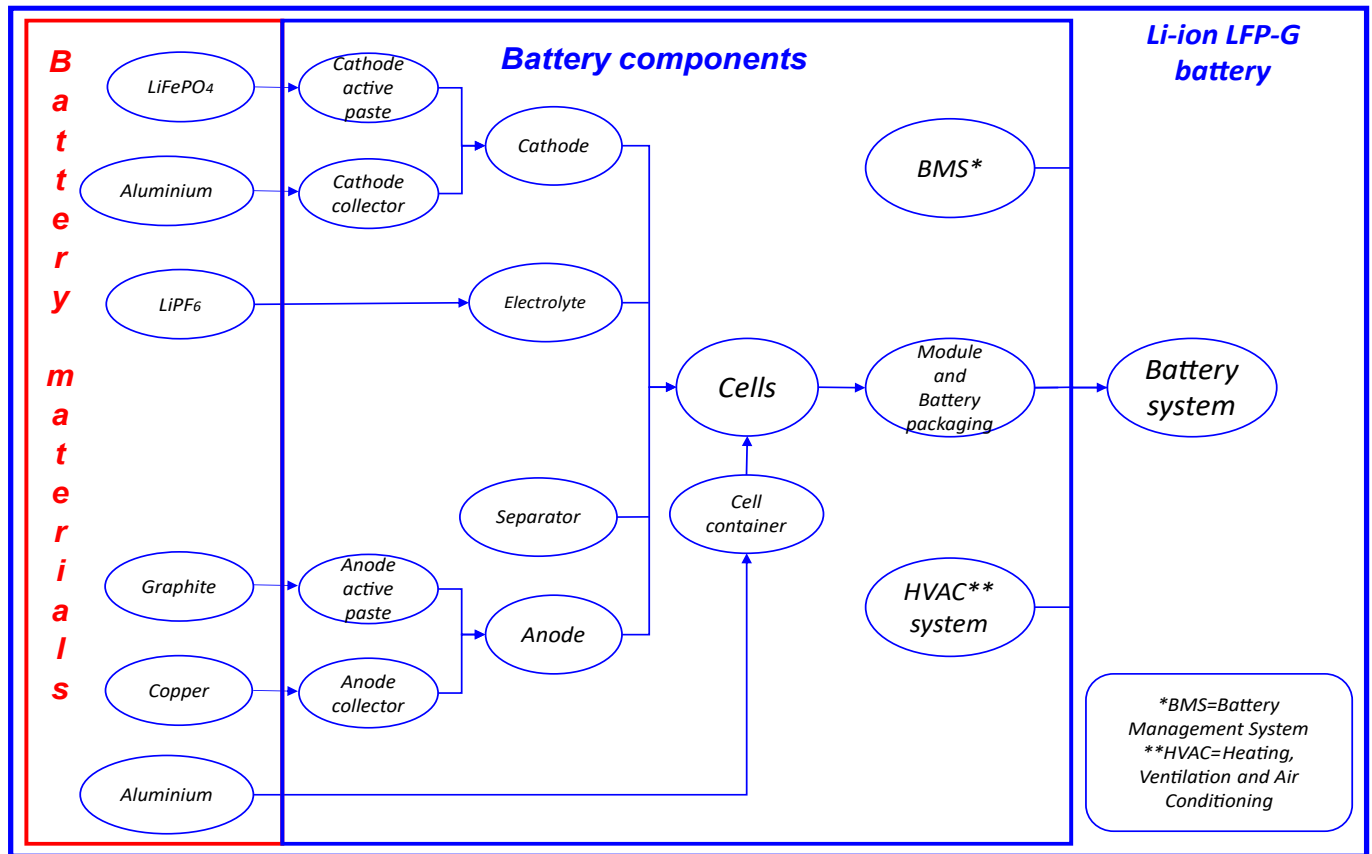 Battery materials
Battery components
Li-ion LFP-G
battery
LiFePO4
Cathode
active
paste
Cathode
BMS*
Aluminium
Cathode
collector
LiPF6
Electrolyte
Cells
Module
and
Battery
packaging
Battery
system
Separator
Cell
container
Graphite
Anode
active
paste
Anode
HVAC**
system
Copper
Anode
collector
Aluminium
*BMS=Battery
Management System
**HVAC=Heating,
Ventilation and Air
Conditioning